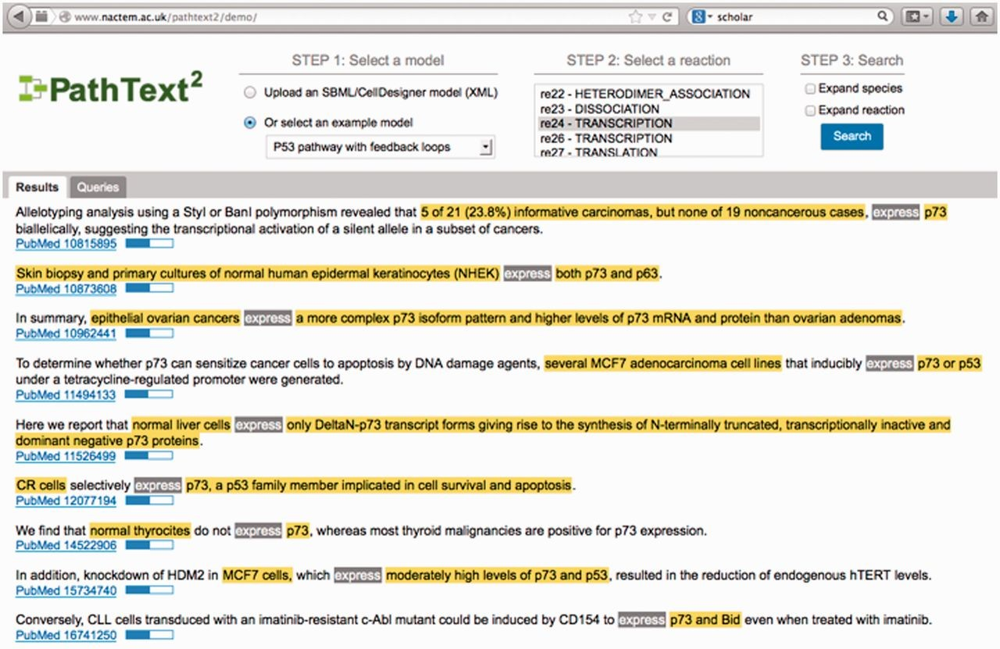 www.nactem.ac.uk/pathtext2/demo/
scholar
PathText2
STEP 1: Select a model
Upload an SBML/CellDesigner model (XML)
Or select an example model
P53 pathway with feedback loops
STEP 2: Select a reaction
re22 - HETERODIMER_ASSOCIATION
re23 - DISSOCIATION
re24 - TRANSCRIPTION
re26 - TRANSCRIPTION
re27 - TRANSLATION
STEP 3: Search
Expand species
Expand reaction
Search
Results
Queries
Allelotyping analysis using a StyI or BanI polymorphism revealed that 5 of 21 (23.8%) informative carcinomas, but none of 19 noncancerous cases, express p73
biallelically, suggesting the transcriptional activation of a silent allele in a subset of cancers.
PubMed 10815895
Skin biopsy and primary cultures of normal human epidermal keratinocytes (NHEK) express both p73 and p63.
PubMed 10873608
In summary, epithelial ovarian cancers express a more complex p73 isoform pattern and higher levels of p73 mRNA and protein than ovarian adenomas.
PubMed 10962441
To determine whether p73 can sensitize cancer cells to apoptosis by DNA damage agents, several MCF7 adenocarcinoma cell lines that inducibly express p73 or p53
under a tetracycline-regulated promoter were generated.
PubMed 11494133
Here we report that normal liver cells express only DeltaN-p73 transcript forms giving rise to the synthesis of N-terminally truncated, transcriptionally inactive and
dominant negative p73 proteins.
PubMed 11526499
CR cells selectively express p73, a p53 family member implicated in cell survival and apoptosis.
PubMed 12077194
We find that normal thyrocites do not express p73, whereas most thyroid malignancies are positive for p73 expression.
PubMed 14522906
In addition, knockdown of HDM2 in MCF7 cells, which express moderately high levels of p73 and p53, resulted in the reduction of endogenous hTERT levels.
PubMed 15734740
Conversely, CLL cells transduced with an imatinib-resistant c-Abl mutant could be induced by CD154 to express p73 and Bid even when treated with imatinib.
PubMed 16741250